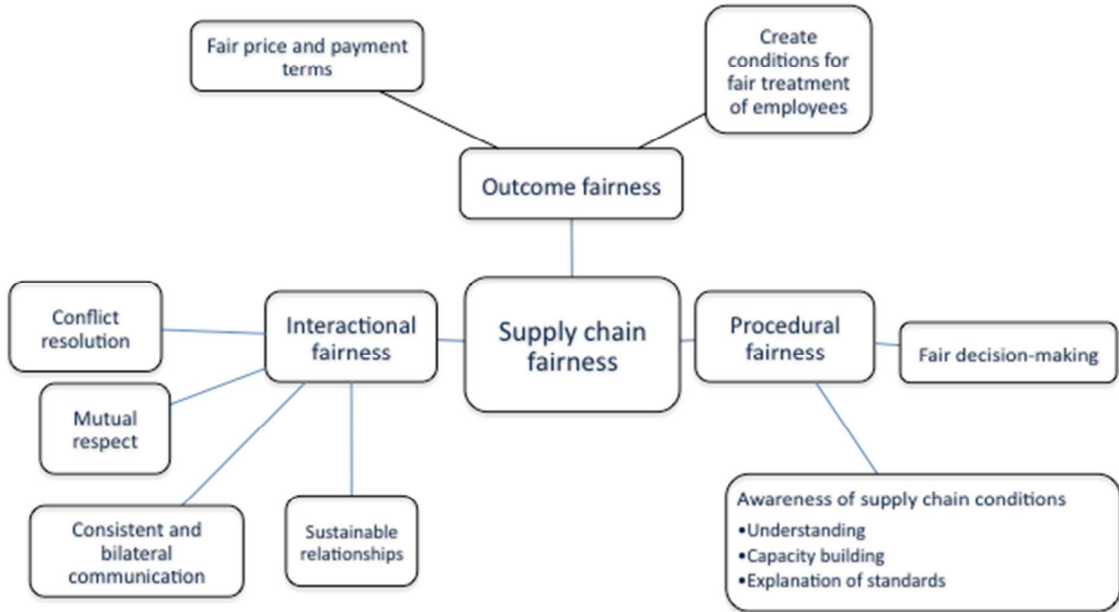 Fair price and payment
terms
Create
conditions for
fair treatment
of employees
Outcome fairness
Conflict
resolution
Interactional
fairness
Supply chain
fairness
Procedural
fairness
Fair decision-making
Mutual
respect
Consistent and
bilateral
communication
Sustainable
relationships
Awareness of supply chain conditions
•Understanding
•Capacity building
•Explanation of standards